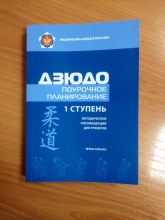 ФЕДЕРАЦИЯ ДЗЮДО РОССИИ
ДЗЮДО
ПОУРОЧНОЕ
ПЛАНИРОВАНИЕ
1 СТУПЕНЬ
柔道
МЕТОДИЧЕСКИЕ
РЕКОМЕНДАЦИИ
ДЛЯ ТРЕНЕРОВ